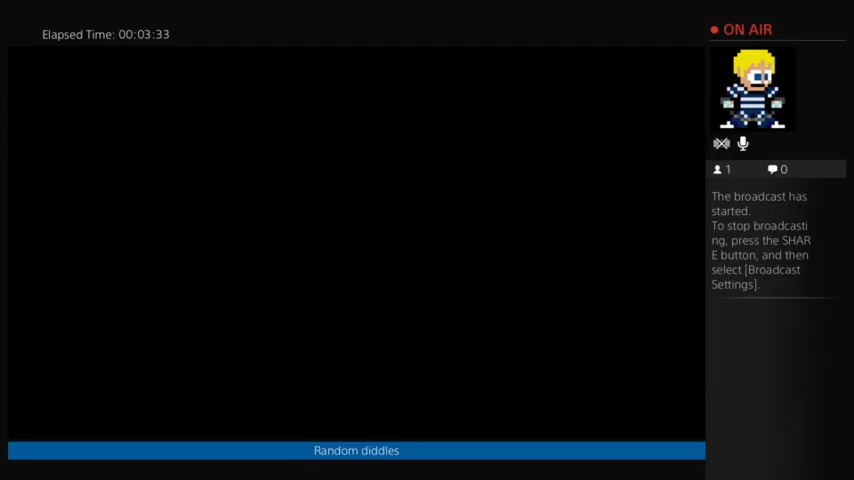 Elapsed Time: 00:03:33
ON AIR
1
0
The broadcast has
started.
To stop broadcasti
ng, press the SHAR
E button, and then
select [Broadcast
Settings].
Random diddles